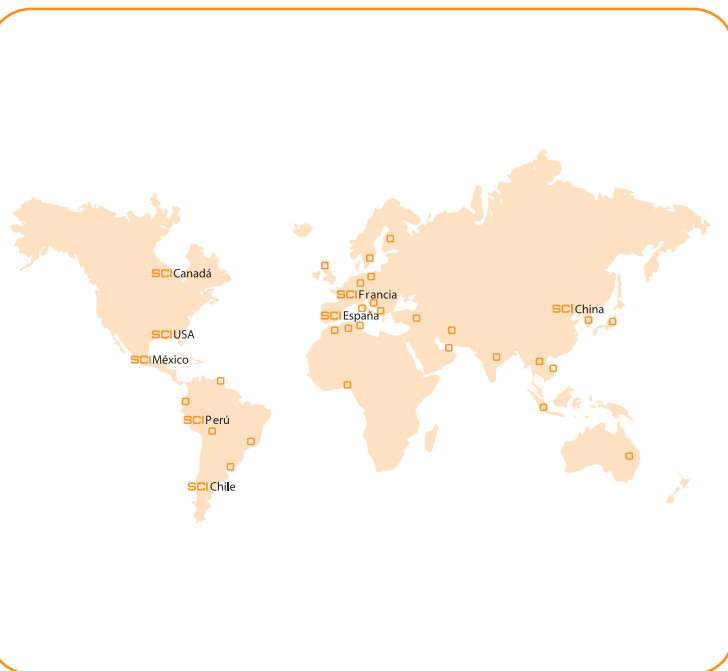 SCI Canadá
SCI Francia
SCI China
SCI España
SCI USA
SCI México
SCI Perú
SCI Chile